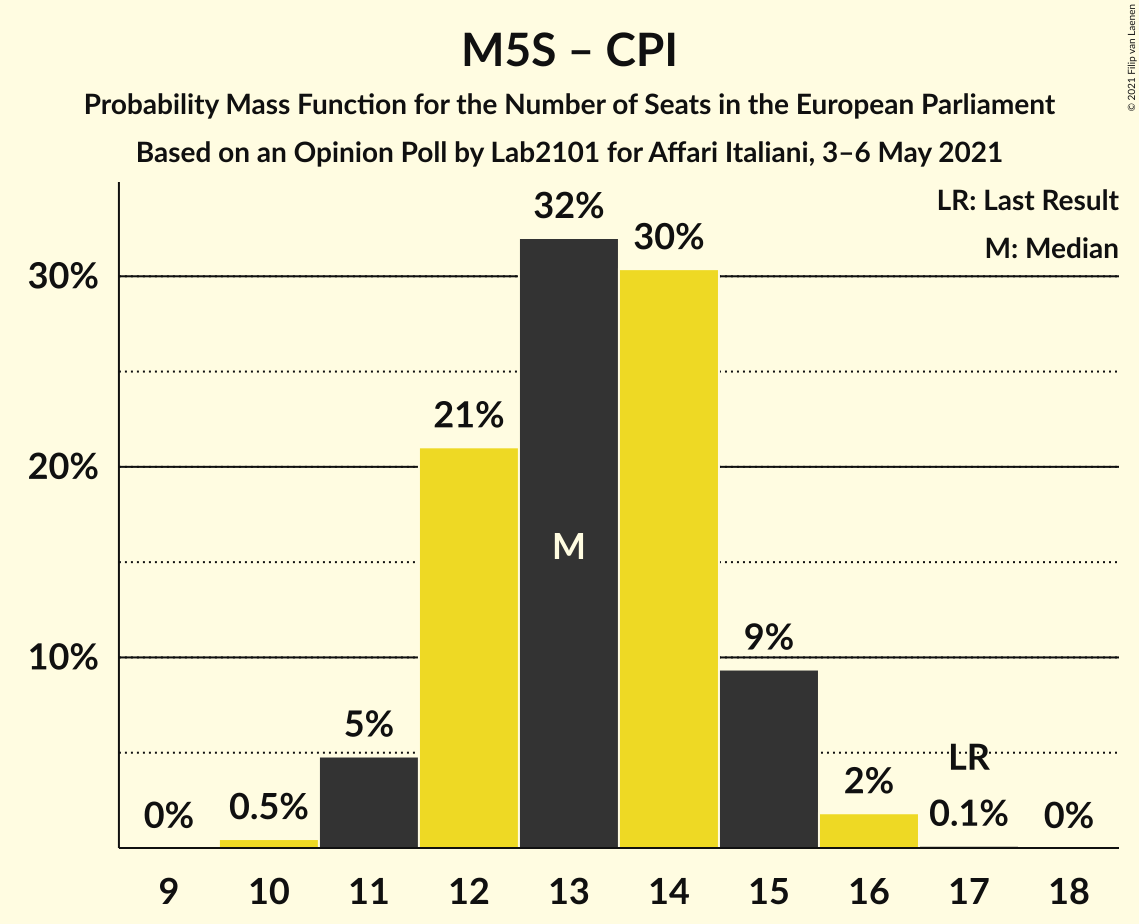 M5S – CPI
Probability Mass Function for the Number of Seats in the European Parliament
Based on an Opinion Poll by Lab2101 for Affari Italiani, 3–6 May 2021
© 2021 Filip van Laenen
LR: Last Result
M: Median
32%
30%
30%
21%
20%
M
10%
9%
5%
LR
2%
0%
0.5%
0.1%
0%
9 10 11 12 13 14 15 16 17 18